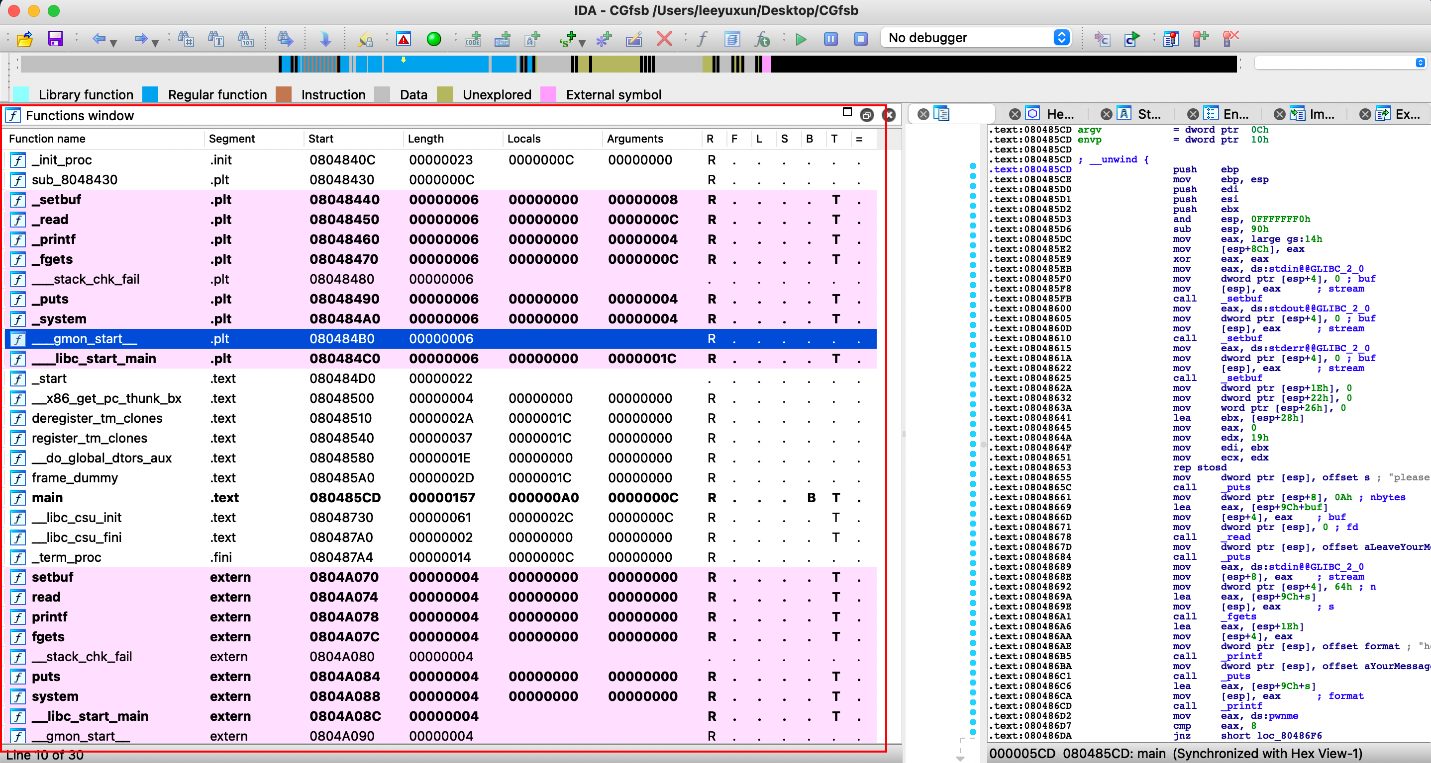 IDA - CGfsb /Users/leeyuxun/Desktop/CGfsb
No debugger
Library function Regular function Instruction Data Unexplored External symbol
Functions window
He... St... En... Im... Ex...
Function name Segment Start Length Locals Arguments R F L S B T =
_init_proc .init 0804840C 00000023 0000000C 00000000 R . . . . . .
sub_8048430 .plt 08048430 0000000C R . . . . . .
_setbuf .plt 08048440 00000006 00000000 00000008 R . . . . T .
_read .plt 08048450 00000006 00000000 0000000C R . . . . T .
_printf .plt 08048460 00000006 00000000 00000004 R . . . . T .
_fgets .plt 08048470 00000006 00000000 0000000C R . . . . T .
___stack_chk_fail .plt 08048480 00000006 R . . . . . .
_puts .plt 08048490 00000006 00000000 00000004 R . . . . T .
_system .plt 080484A0 00000006 00000000 00000004 R . . . . T .
___gmon_start__ .plt 080484B0 00000006 R . . . . . .
___libc_start_main .plt 080484C0 00000006 00000000 0000001C R . . . . T .
_start .text 080484D0 00000022 . . . . . . .
__x86_get_pc_thunk_bx .text 08048500 00000004 00000000 00000000 R . . . . . .
deregister_tm_clones .text 08048510 0000002A 0000001C 00000000 R . . . . . .
register_tm_clones .text 08048540 00000037 0000001C 00000000 R . . . . . .
__do_global_dtors_aux .text 08048580 0000001E 0000000C 00000000 R . . . . . .
frame_dummy .text 080485A0 0000002D 0000001C 00000000 R . . . . . .
main .text 080485CD 00000157 000000A0 0000000C R . . . B T .
__libc_csu_init .text 08048730 00000061 0000002C 0000000C R . . . . T .
__libc_csu_fini .text 080487A0 00000002 00000000 00000000 R . . . . T .
_term_proc .fini 080487A4 00000014 0000000C 00000000 R . . . . . .
setbuf extern 0804A070 00000004 00000000 00000000 R . . . . T .
read extern 0804A074 00000004 00000000 00000000 R . . . . T .
printf extern 0804A078 00000004 00000000 00000000 R . . . . T .
fgets extern 0804A07C 00000004 00000000 00000000 R . . . . T .
__stack_chk_fail extern 0804A080 00000004 . . . . . .
puts extern 0804A084 00000004 00000000 00000000 R . . . . T .
system extern 0804A088 00000004 00000000 00000000 R . . . . T .
__libc_start_main extern 0804A08C 00000004 R . . . . T .
__gmon_start__ extern 0804A090 00000004 R . . . . . .
Line 10 of 30
.text:080485CD argv = dword ptr 0Ch
.text:080485CD envp = dword ptr 10h
.text:080485CD
.text:080485CD ; __unwind {
.text:080485CD push ebp
.text:080485CE mov ebp, esp
.text:080485D0 push edi
.text:080485D1 push esi
.text:080485D2 push ebx
.text:080485D3 and esp, 0FFFFFFF0h
.text:080485D6 sub esp, 90h
.text:080485DC mov eax, large gs:14h
.text:080485E2 mov [esp+8Ch], eax
.text:080485E9 xor eax, eax
.text:080485EB mov eax, ds:stdin@@GLIBC_2_0
.text:080485F0 mov dword ptr [esp+4], 0 ; buf
.text:080485F8 mov [esp], eax ; stream
.text:080485FB call _setbuf
.text:08048600 mov eax, ds:stdout@@GLIBC_2_0
.text:08048605 mov dword ptr [esp+4], 0 ; buf
.text:0804860D mov [esp], eax ; stream
.text:08048610 call _setbuf
.text:08048615 mov eax, ds:stderr@@GLIBC_2_0
.text:0804861A mov dword ptr [esp+4], 0 ; buf
.text:08048622 mov [esp], eax ; stream
.text:08048625 call _setbuf
.text:0804862A mov dword ptr [esp+1Eh], 0
.text:08048632 mov dword ptr [esp+22h], 0
.text:0804863A mov word ptr [esp+26h], 0
.text:08048641 lea ebx, [esp+28h]
.text:08048645 mov eax, 0
.text:0804864A mov edx, 19h
.text:0804864F mov edi, ebx
.text:08048651 mov ecx, edx
.text:08048653 rep stosd
.text:08048655 mov dword ptr [esp], offset s ; "please
.text:0804865C call _puts
.text:08048661 mov dword ptr [esp+8], 0Ah ; nbytes
.text:08048669 lea eax, [esp+9Ch+buf]
.text:0804866D mov [esp+4], eax ; buf
.text:08048671 mov dword ptr [esp], 0 ; fd
.text:08048678 call _read
.text:0804867D mov dword ptr [esp], offset aLeaveYourMe
.text:08048684 call _puts
.text:08048689 mov eax, ds:stdin@@GLIBC_2_0
.text:0804868E mov [esp+8], eax ; stream
.text:08048692 mov dword ptr [esp+4], 64h ; n
.text:0804869A lea eax, [esp+9Ch+s]
.text:0804869E mov [esp], eax ; s
.text:080486A1 call _fgets
.text:080486A6 lea eax, [esp+1Eh]
.text:080486AA mov [esp+4], eax
.text:080486AE mov dword ptr [esp], offset format ; "he
.text:080486B5 call _printf
.text:080486BA mov dword ptr [esp], offset aYourMessage
.text:080486C1 call _puts
.text:080486C6 lea eax, [esp+9Ch+s]
.text:080486CA mov [esp], eax ; format
.text:080486CD call _printf
.text:080486D2 mov eax, ds:pwnme
.text:080486D7 cmp eax, 8
.text:080486DA jnz short loc_80486F6
000005CD 080485CD: main (Synchronized with Hex View-1)